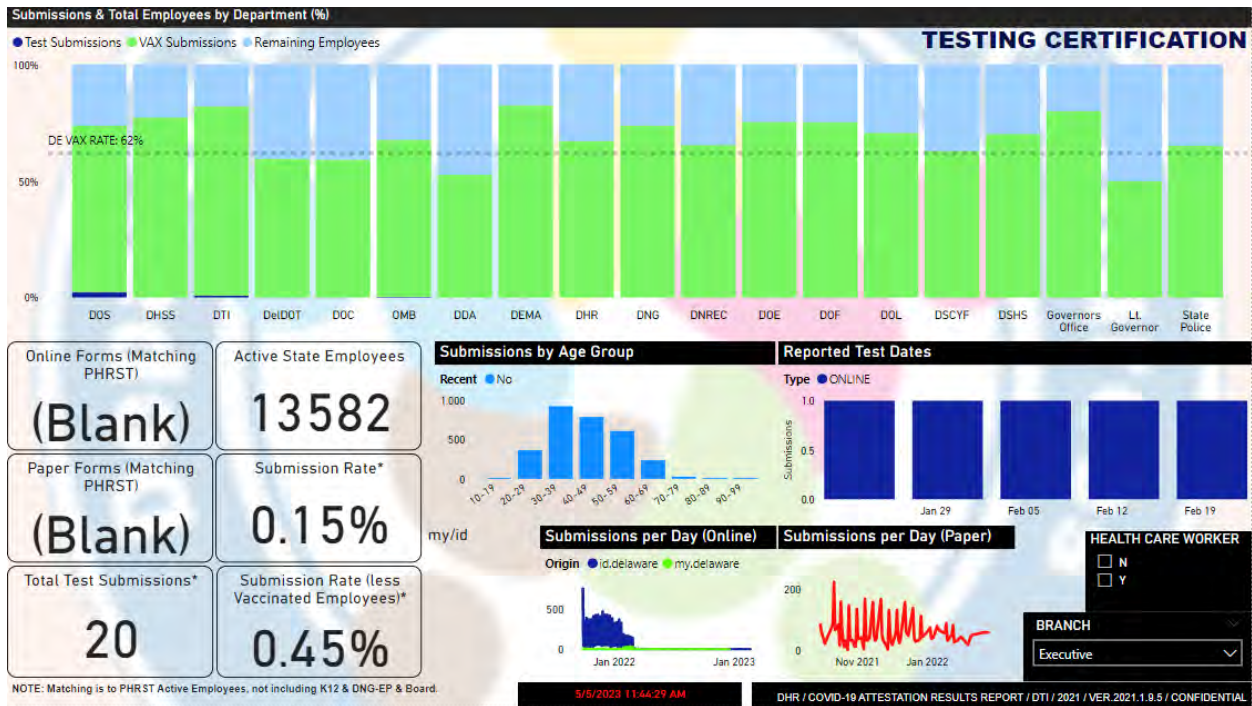 Submissions & Total Employees by Department (%)
Test Submissions VAX Submissions Remaining Employees
TESTING CERTIFICATION
100%
DE VAX RATE: 62%
50%
0%
DOS DHSS DTI DelDOT DOC OMB DDA DEMA DHR DNG DNREC DOE DOF DOL DSCYF DSHS Governors Office Lt. Governor State Police
Online Forms (Matching
PHRST)
(Blank)
Active State Employees
13582
Paper Forms (Matching
PHRST)
(Blank)
Submission Rate*
0.15%
Total Test Submissions*
20
Submission Rate (less
Vaccinated Employees)*
0.45%
my/id
Submissions by Age Group
Recent No
1,000
500
0
10-19 20-29 30-39 40-49 50-59 60-69 70-79 80-89 90-99
Reported Test Dates
Type ONLINE
Submissions
1.0
0.5
0.0
Jan 29 Feb 05 Feb 12 Feb 19
Submissions per Day (Online)
Origin id.delaware my.delaware
500
0
Jan 2022 Jan 2023
Submissions per Day (Paper)
200
0
Nov 2021 Jan 2022
HEALTH CARE WORKER
N
Y
BRANCH
Executive
NOTE: Matching is to PHRST Active Employees, not including K12 & DNG-EP & Board.
5/5/2023 11:44:29 AM
DHR / COVID-19 ATTESTATION RESULTS REPORT / DTI / 2021 / VER.2021.1.9.5 / CONFIDENTIAL